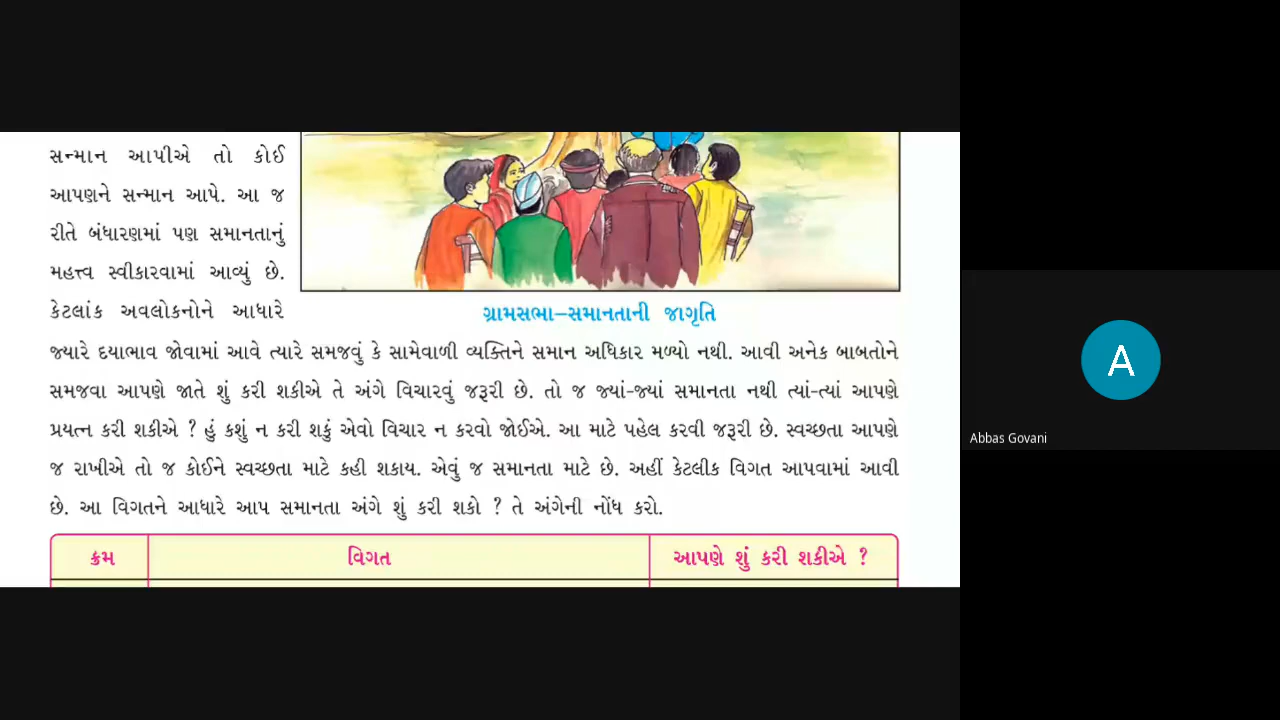 સન્માન આપીએ તો કોઈ
આપણને સન્માન આપે. આ જ
રીતે બંધારણમાં પણ સમાનતાનું
મહત્ત્વ સ્વીકારવામાં આવ્યું છે.
કેટલાંક અવલોકનોને આધારે
ગ્રામસભા–સમાનતાની જાગૃતિ
જ્યારે દયાભાવ જોવામાં આવે ત્યારે સમજવું કે સામેવાળી વ્યક્તિને સમાન અધિકાર મળ્યો નથી. આવી અનેક બાબતોને
સમજવા આપણે જાતે શું કરી શકીએ તે અંગે વિચારવું જરૂરી છે. તો જ જ્યાં-જ્યાં સમાનતા નથી ત્યાં-ત્યાં આપણે
પ્રયત્ન કરી શકીએ ? હું કશું ન કરી શકું એવો વિચાર ન કરવો જોઈએ. આ માટે પહેલ કરવી જરૂરી છે. સ્વચ્છતા આપણે
જ રાખીએ તો જ કોઈને સ્વચ્છતા માટે કહી શકાય. એવું જ સમાનતા માટે છે. અહીં કેટલીક વિગત આપવામાં આવી
છે. આ વિગતને આધારે આપ સમાનતા અંગે શું કરી શકો ? તે અંગેની નોંધ કરો.
ક્રમ વિગત આપણે શું કરી શકીએ ?
A
Abbas Govani